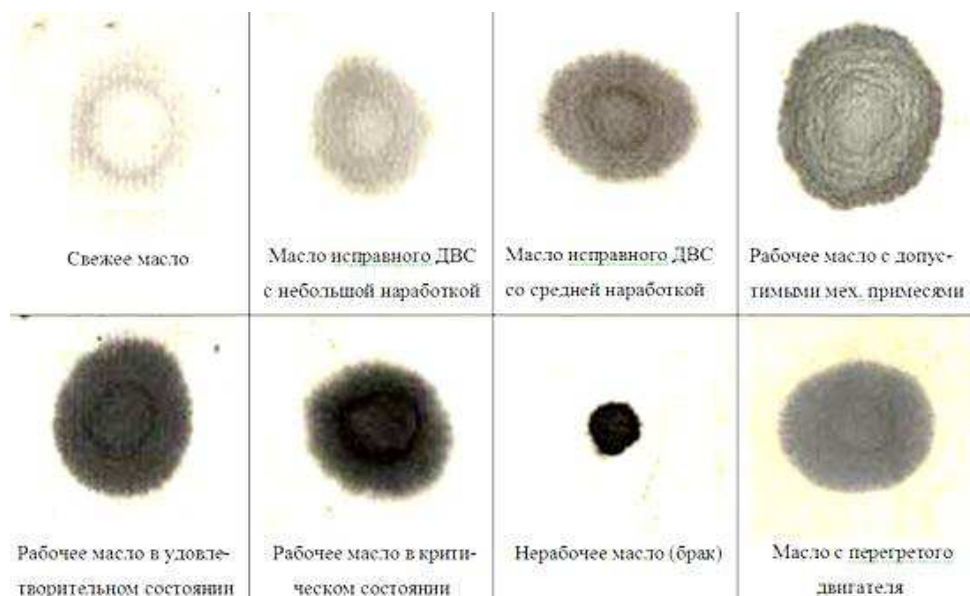 Свежее масло
Масло исправного ДВС
с небольшой наработкой
Масло исправного ДВС
со средней наработкой
Рабочее масло с допус-
тимыми мех. примесями
Рабочее масло в удовле-
творительном состоянии
Рабочее масло в крити-
ческом состоянии
Нерабочее масло (брак)
Масло с перегретого
двигателя